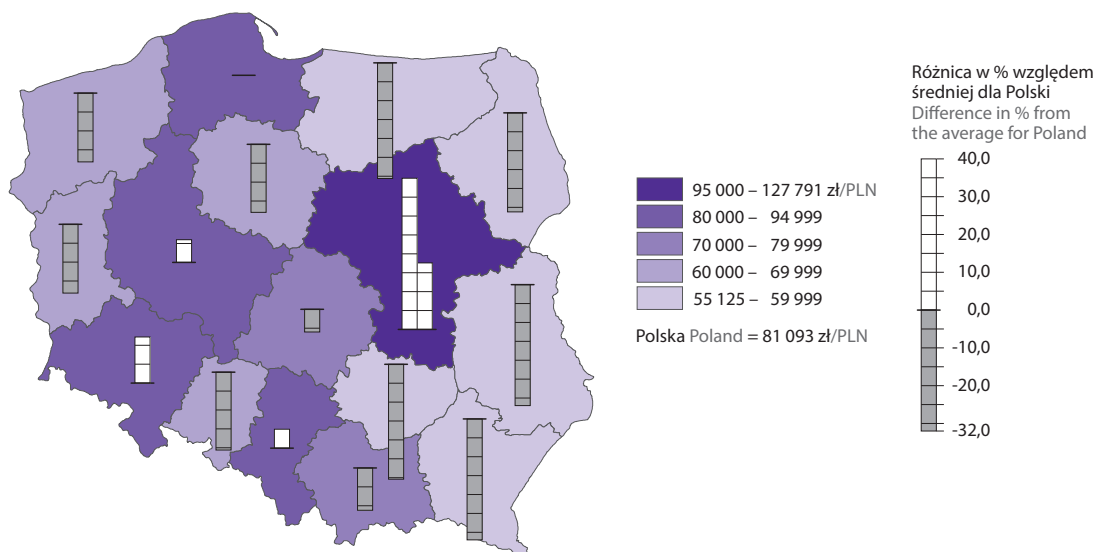 Różnica w % względem
średniej dla Polski
Difference in % from
the average for Poland
40,0
30,0
20,0
10,0
0,0
-10,0
-20,0
-32,0
95 000 – 127 791 zł/PLN
80 000 – 94 999
70 000 – 79 999
60 000 – 69 999
55 125 – 59 999
Polska Poland = 81 093 zł/PLN